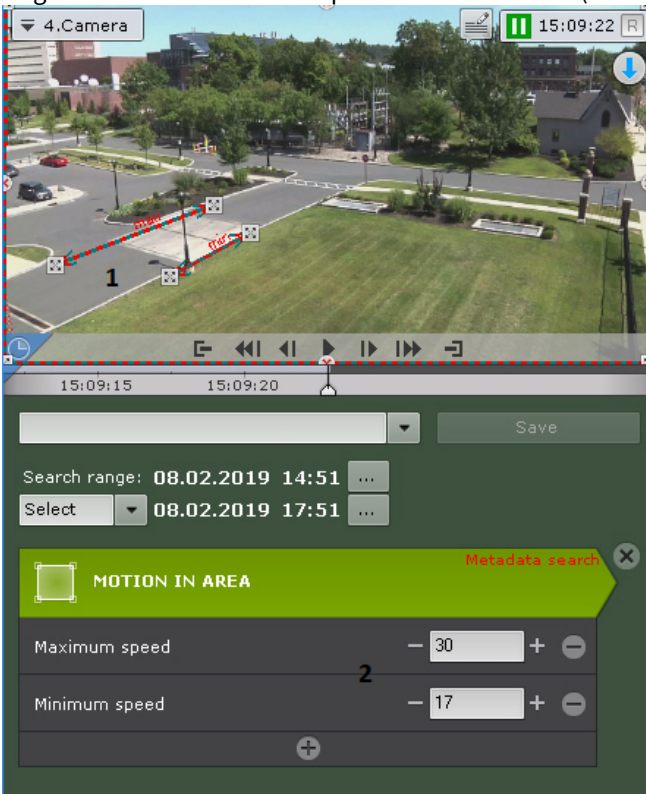 4.Camera
15:09:22 R
1
15:09:15 15:09:20
Save
Search range: 08.02.2019 14:51 ...
Select 08.02.2019 17:51 ...
Metadata search
MOTION IN AREA
Maximum speed − 30 +
2
Minimum speed − 17 +